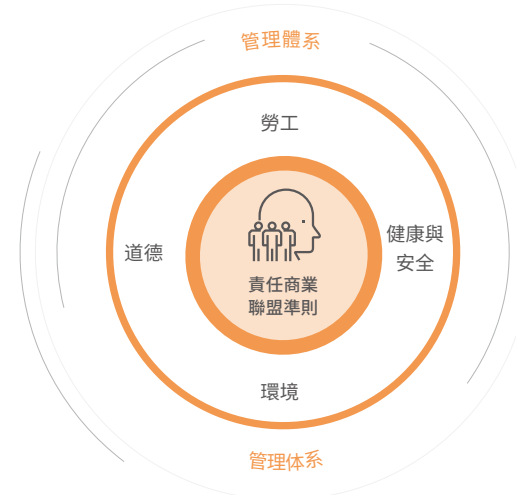 管理體系
勞工
道德
健康與
安全
責任商業
聯盟準則
環境
管理体系